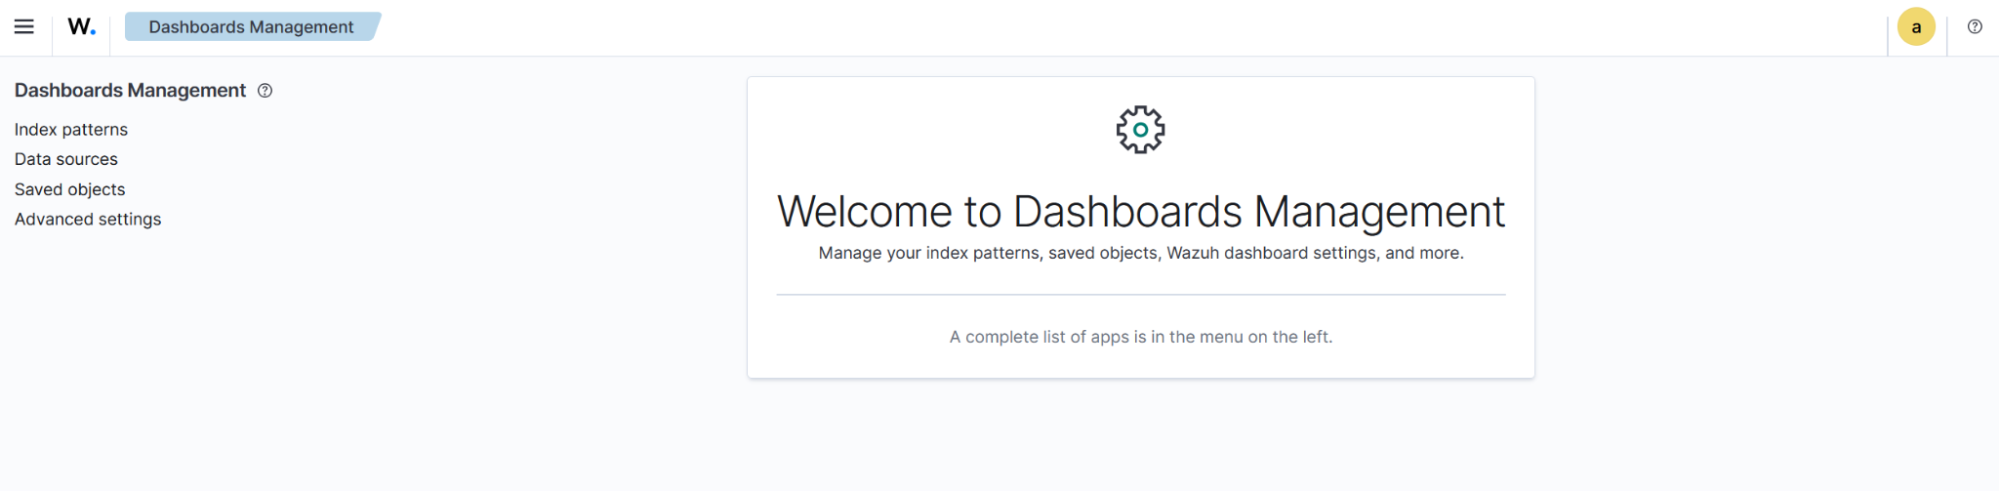 W.
Dashboards Management
a
Dashboards Management
Index patterns
Data sources
Saved objects
Advanced settings
Welcome to Dashboards Management
Manage your index patterns, saved objects, Wazuh dashboard settings, and more.
A complete list of apps is in the menu on the left.